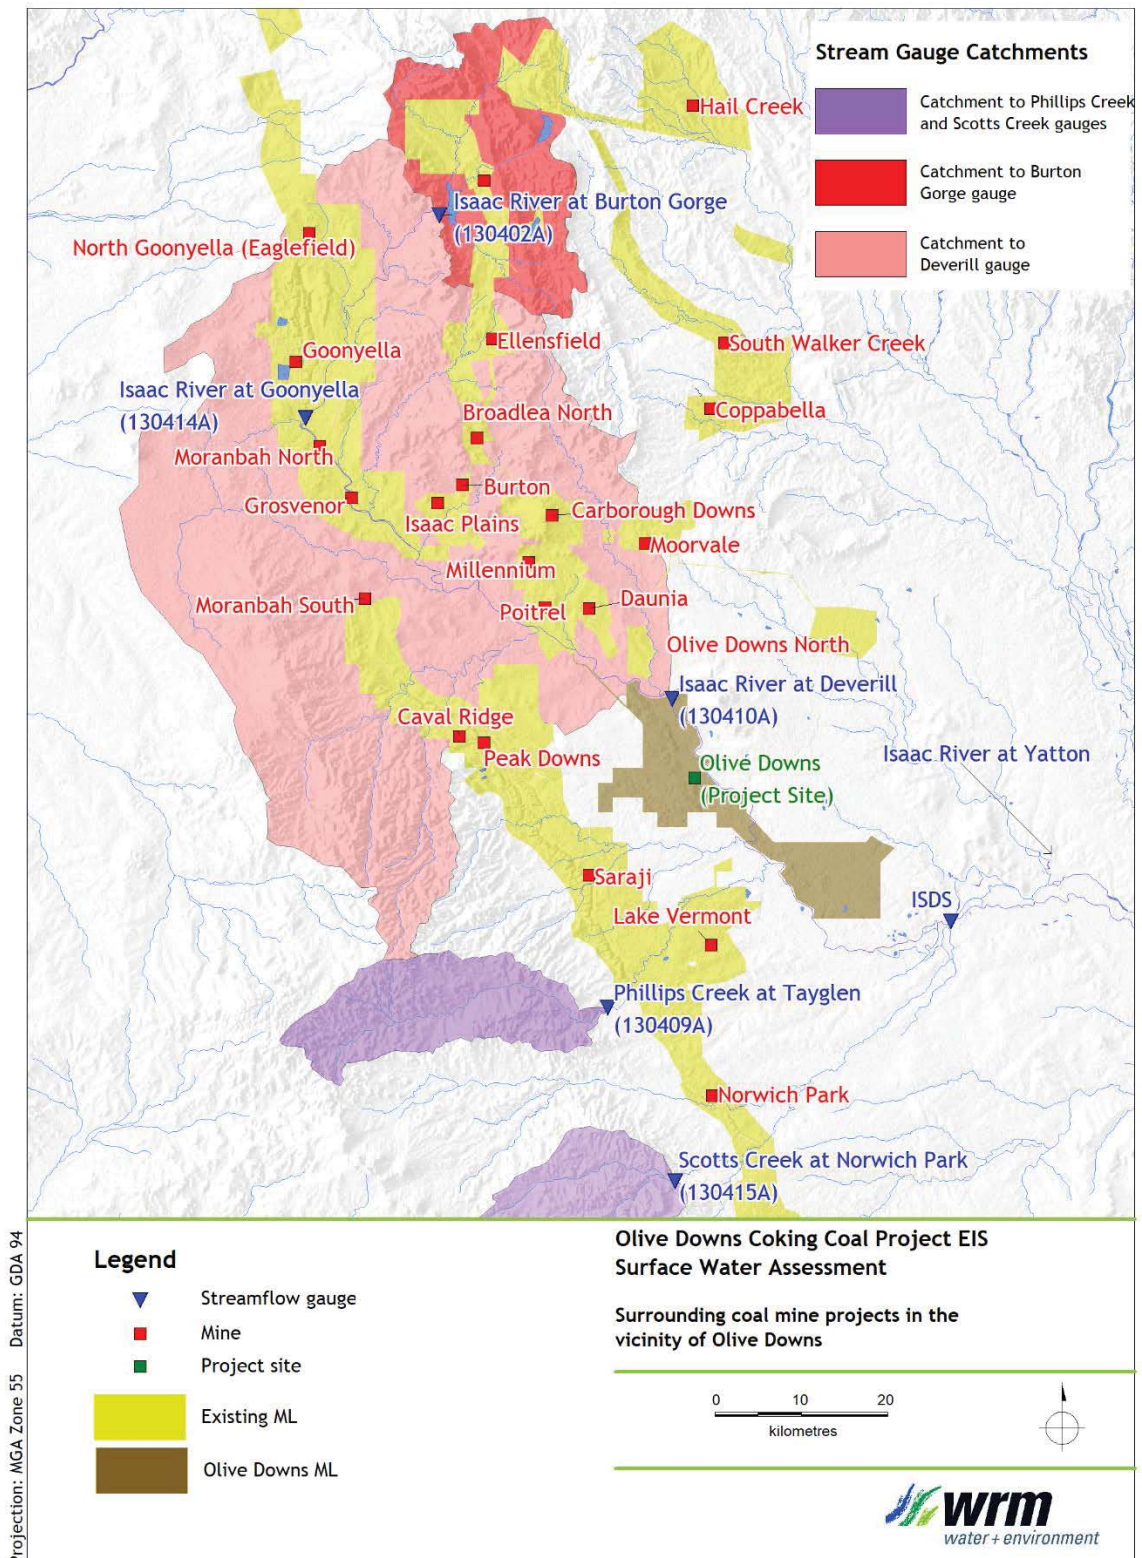 Stream Gauge Catchments
Catchment to Phillips Creek
and Scotts Creek gauges
Catchment to Burton
Gorge gauge
Catchment to
Deverill gauge
Hail Creek
Isaac River at Burton Gorge
(130402A)
North Goonyella (Eaglefield)
Ellensfield
South Walker Creek
Goonyella
Isaac River at Goonyella
(130414A)
Coppabella
Broadlea North
Moranbah North
Burton
Grosvenor
Isaac Plains
Carborough Downs
Moorvale
Millennium
Moranbah South
Poitrel
Daunia
Olive Downs North
Isaac River at Deverill
(130410A)
Caval Ridge
Peak Downs
Isaac River at Yatton
Olive Downs
(Project Site)
Saraji
ISDS
Lake Vermont
Phillips Creek at Tayglen
(130409A)
Norwich Park
Scotts Creek at Norwich Park
(130415A)
Projection: MGA Zone 55 Datum: GDA 94
Legend
Streamflow gauge
Mine
Project site
Existing ML
Olive Downs ML
Olive Downs Coking Coal Project EIS
Surface Water Assessment
Surrounding coal mine projects in the
vicinity of Olive Downs
0 10 20
kilometres
wrm
water + environment